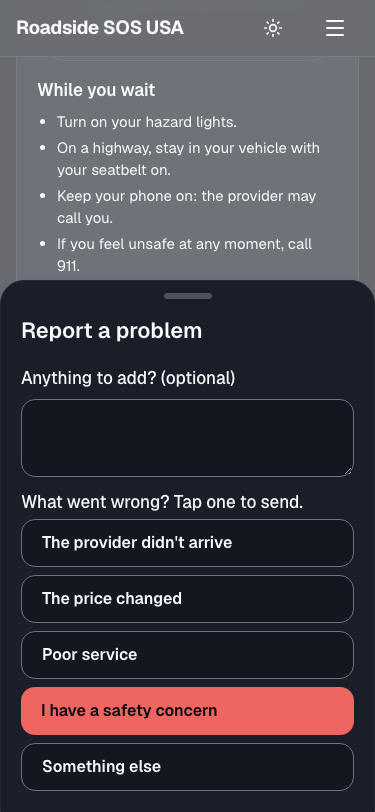 Roadside SOS USA
While you wait
Turn on your hazard lights.
On a highway, stay in your vehicle with
your seatbelt on.
Keep your phone on: the provider may
call you.
If you feel unsafe at any moment, call
911.
Report a problem
Anything to add? (optional)
What went wrong? Tap one to send.
The provider didn't arrive
The price changed
Poor service
I have a safety concern
Something else